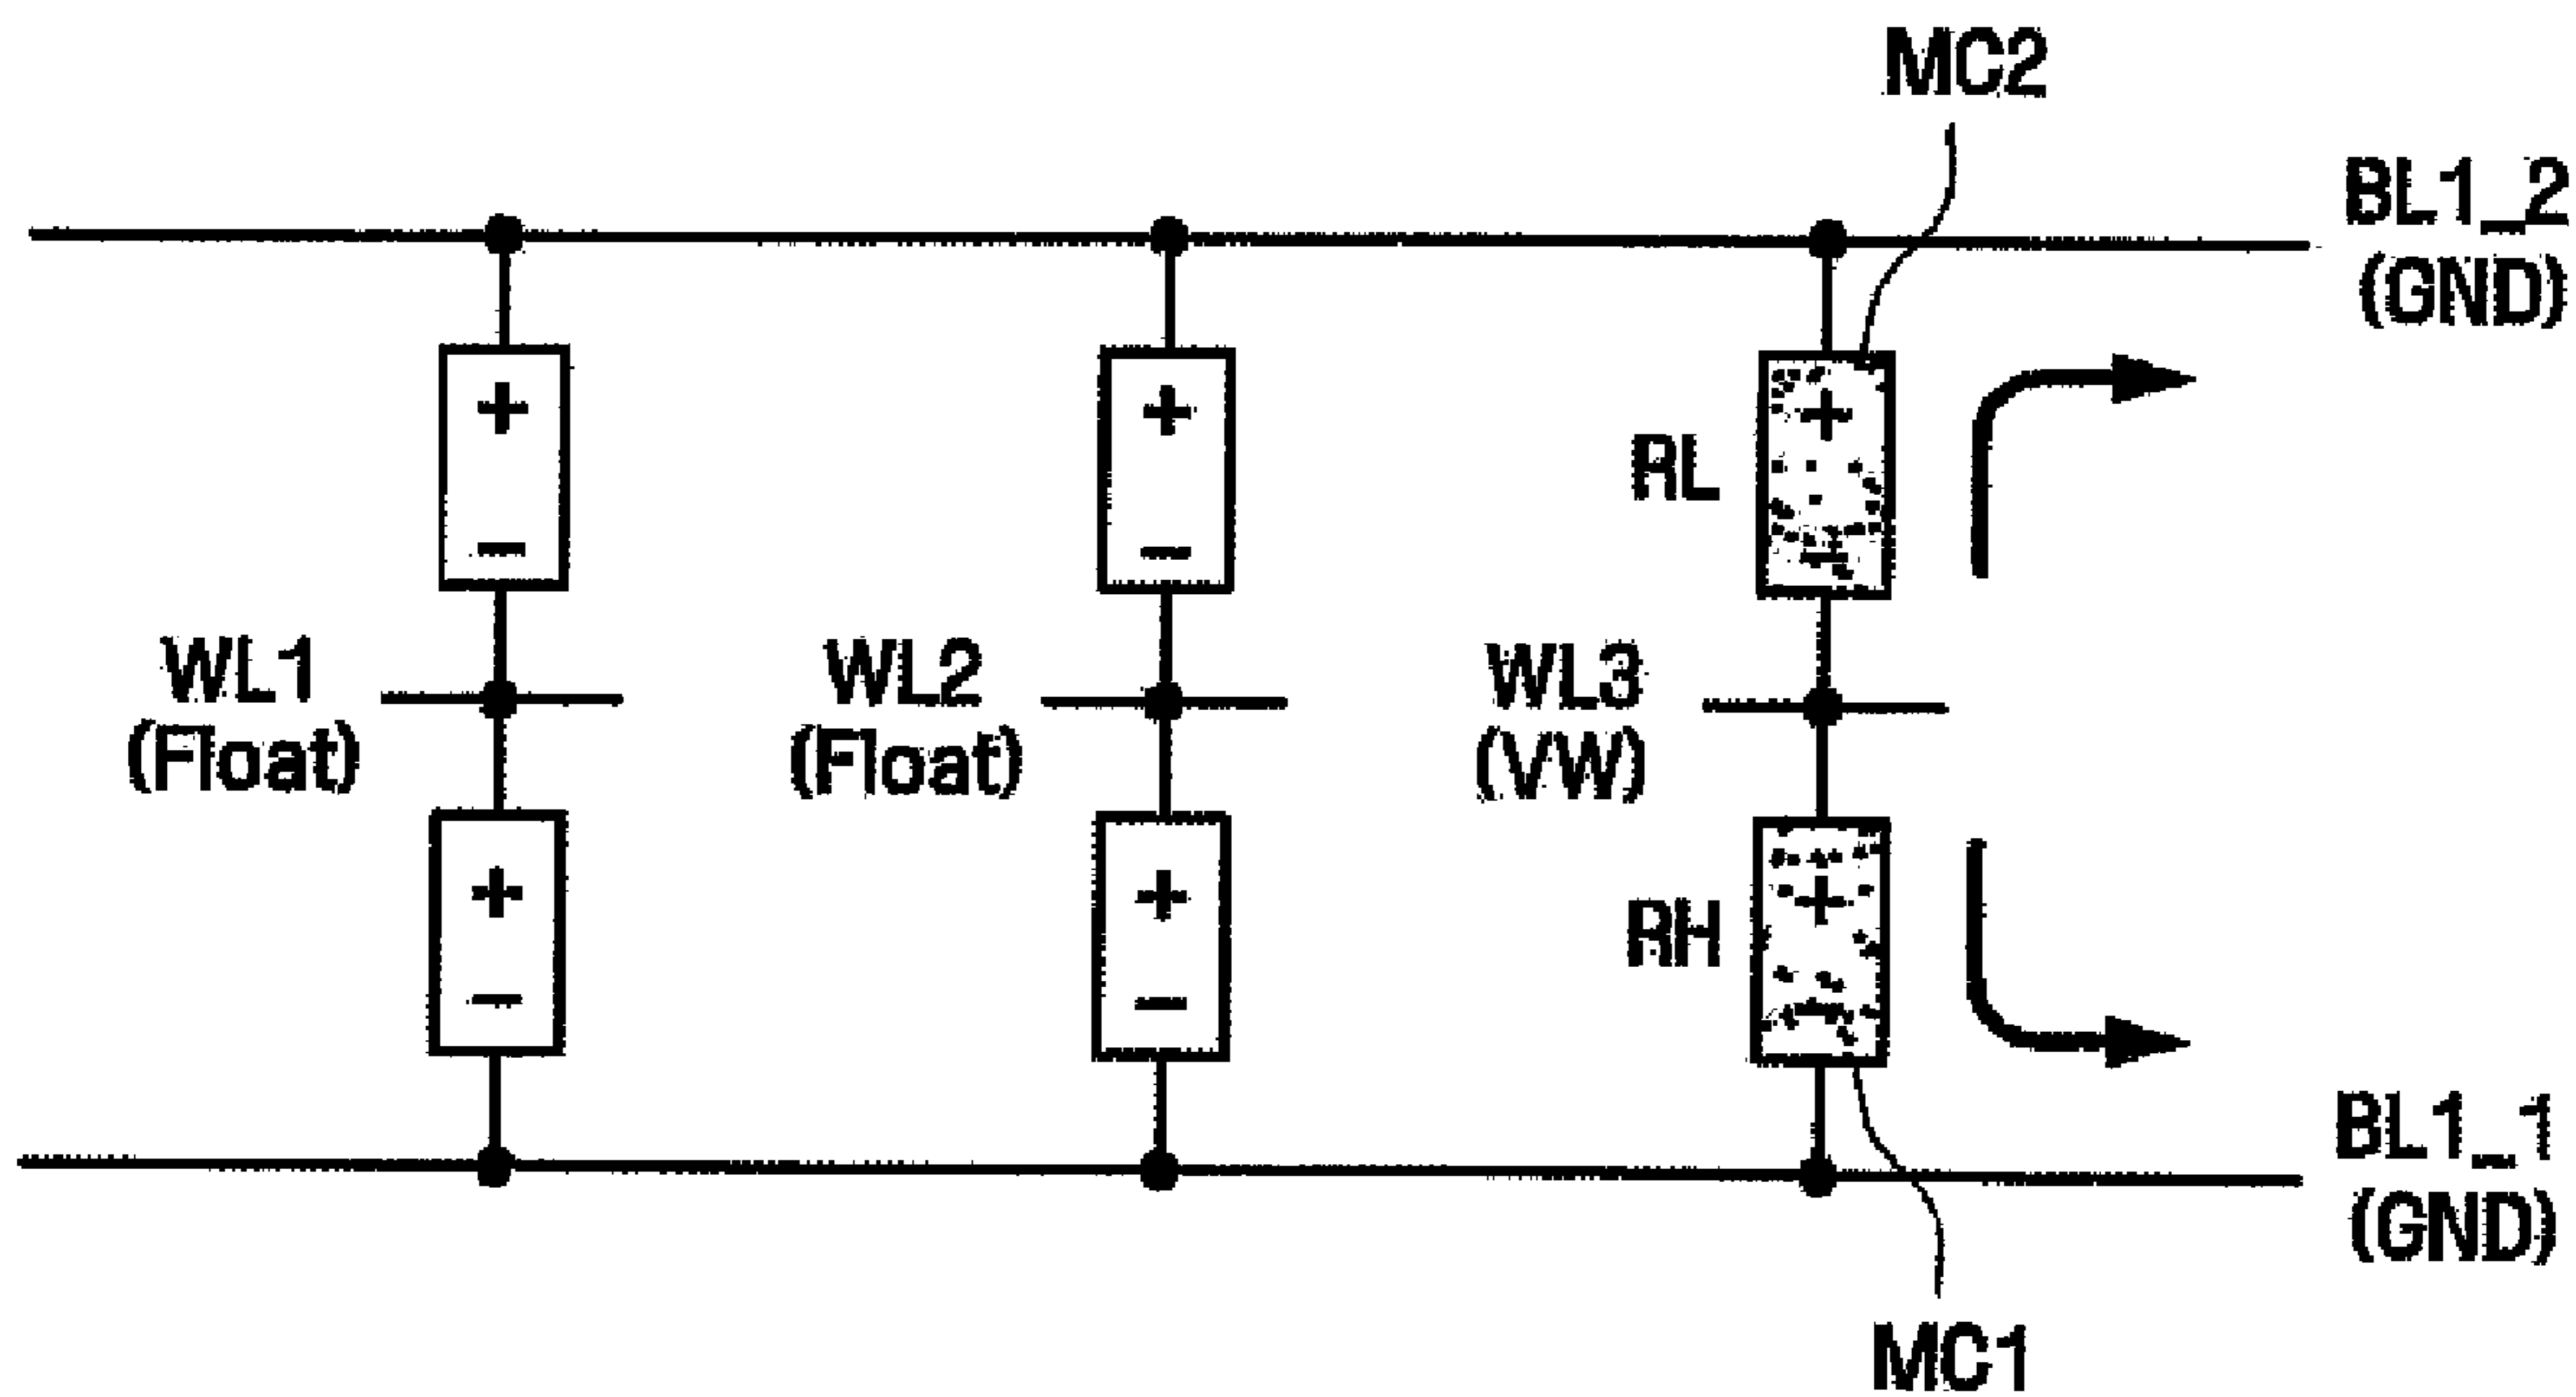 MC2
BL1_2
(GND)
+
+
+
RL
−
−
−
WL1
(Float)
WL2
(Float)
WL3
(VW)
+
+
+
RH
−
−
−
BL1_1
(GND)
MC1